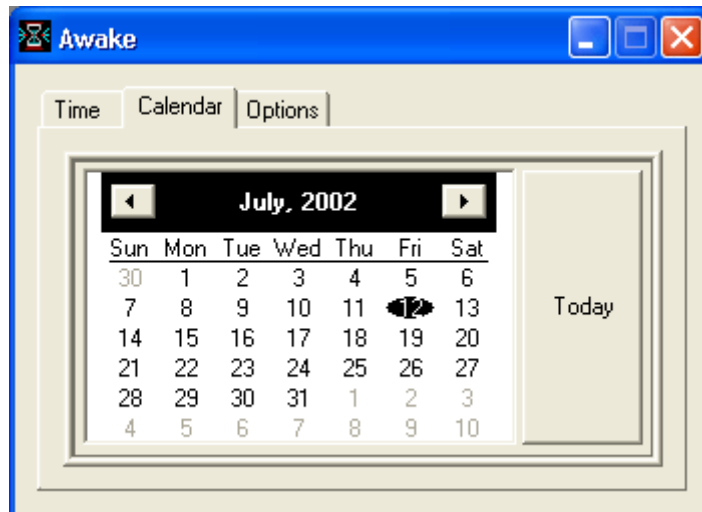 Awake
Time Calendar Options
July, 2002
Sun Mon Tue Wed Thu Fri Sat
30 1 2 3 4 5 6
7 8 9 10 11 12 13
14 15 16 17 18 19 20
21 22 23 24 25 26 27
28 29 30 31 1 2 3
4 5 6 7 8 9 10
Today